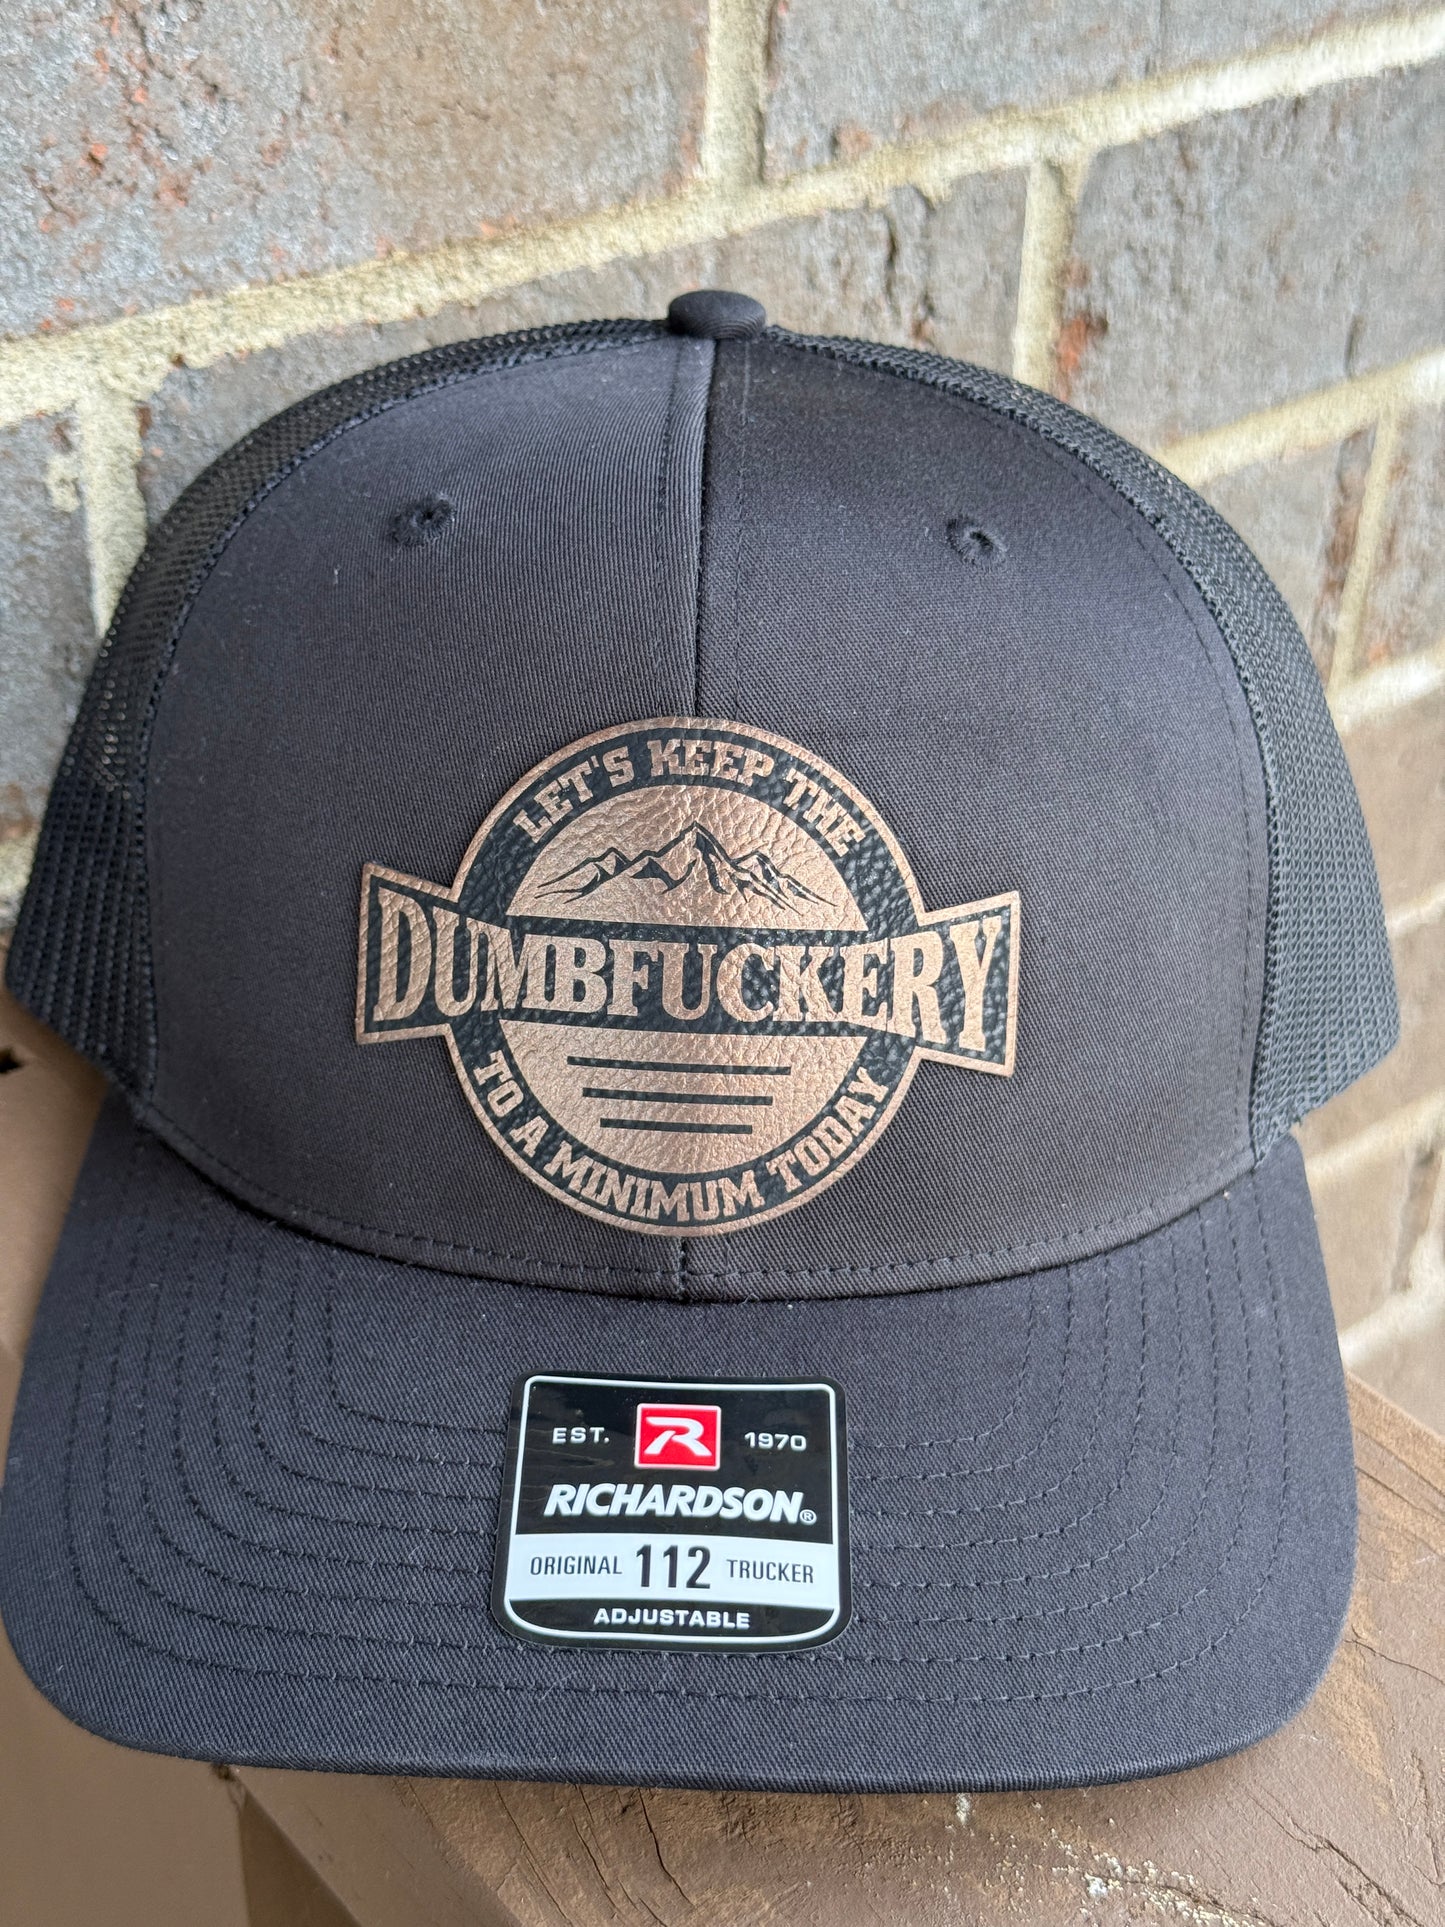 LET'S KEEP THE
DUMBFUCKERY
TO A MINIMUM TODAY
EST. R 1970
RICHARDSON®
ORIGINAL 112 TRUCKER
ADJUSTABLE